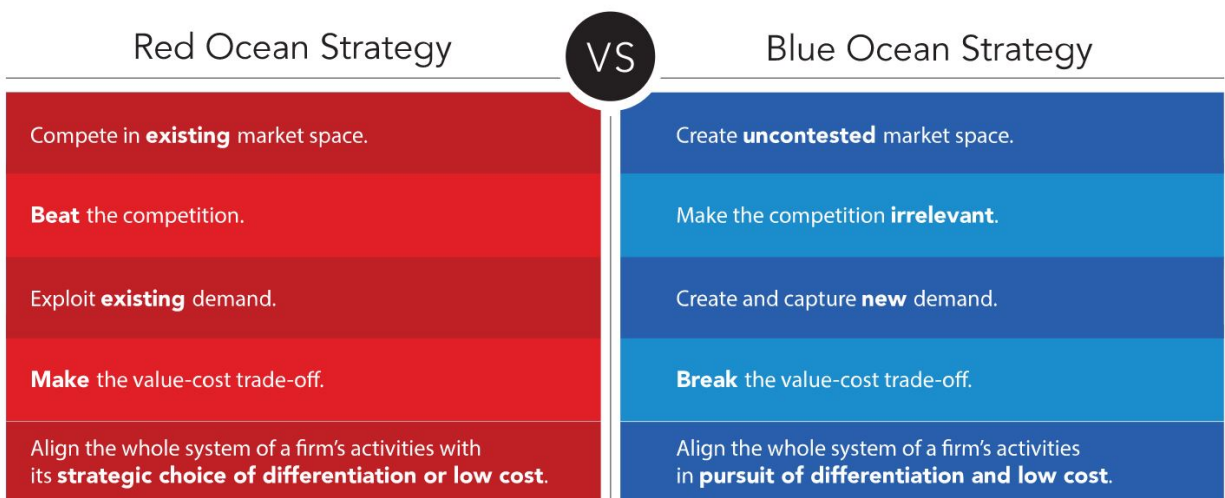 Red Ocean Strategy
VS
Blue Ocean Strategy
Compete in existing market space.
Create uncontested market space.
Beat the competition.
Make the competition irrelevant.
Exploit existing demand.
Create and capture new demand.
Make the value-cost trade-off.
Break the value-cost trade-off.
Align the whole system of a firm’s activities with
its strategic choice of differentiation or low cost.
Align the whole system of a firm’s activities
in pursuit of differentiation and low cost.